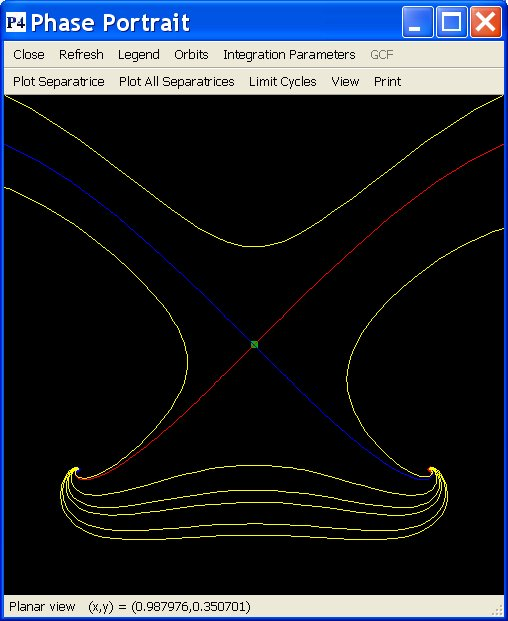 P4 Phase Portrait
Close Refresh Legend Orbits Integration Parameters GCF
Plot Separatrice Plot All Separatrices Limit Cycles View Print
Planar view (x,y) = (0.987976,0.350701)